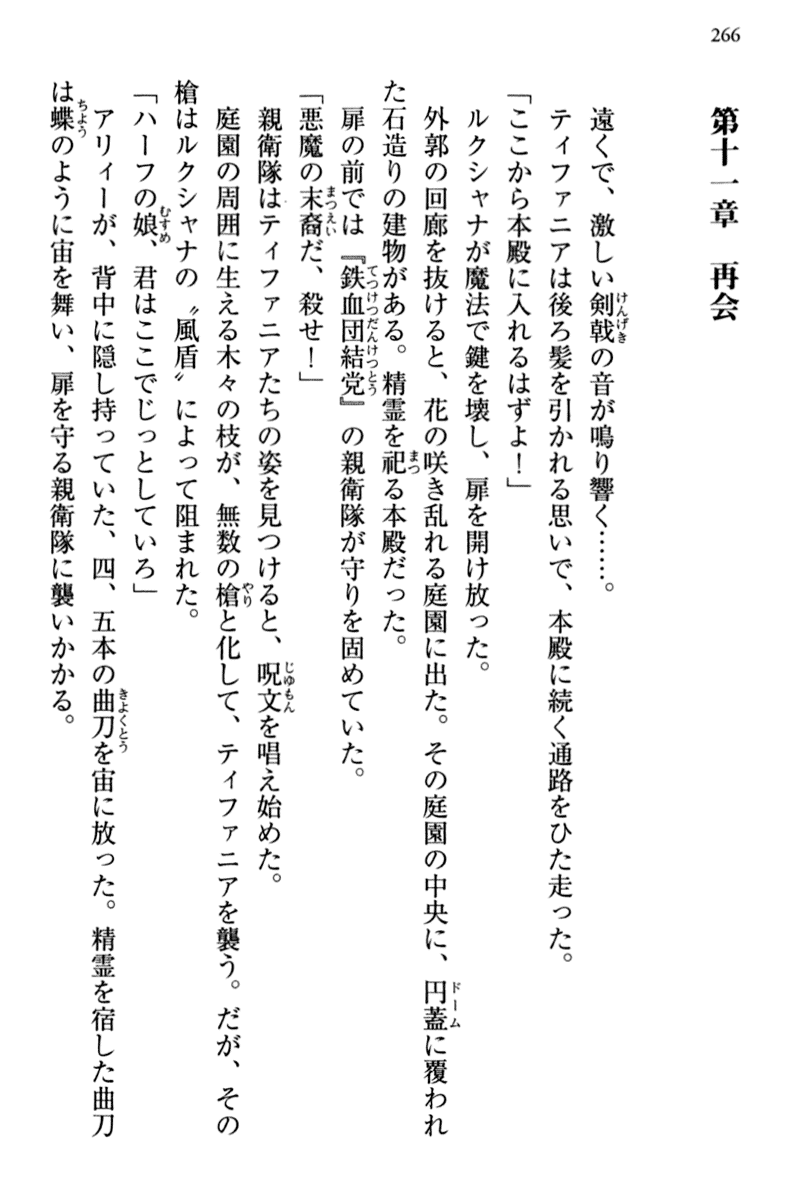 266
第十一章　再会
遠くで、激しい剣戟の音が鳴り響く……。
ティファニアは後ろ髪を引かれる思いで、本殿に続く通路をひた走った。
「ここから本殿に入れるはずよ！」
ルクシャナが魔法で鍵を壊し、扉を開け放った。
外郭の回廊を抜けると、花の咲き乱れる庭園に出た。その庭園の中央に、円蓋に覆われ
た石造りの建物がある。精霊を祀る本殿だった。
扉の前では『鉄血団結党』の親衛隊が守りを固めていた。
「悪魔の末裔だ、殺せ！」
親衛隊はティファニアたちの姿を見つけると、呪文を唱え始めた。
庭園の周囲に生える木々の枝が、無数の槍と化して、ティファニアを襲う。だが、その
槍はルクシャナの〝風盾〟によって阻まれた。
「ハーフの娘、君はここでじっとしていろ」
アリィーが、背中に隠し持っていた、四、五本の曲刀を宙に放った。精霊を宿した曲刀
は蝶のように宙を舞い、扉を守る親衛隊に襲いかかる。